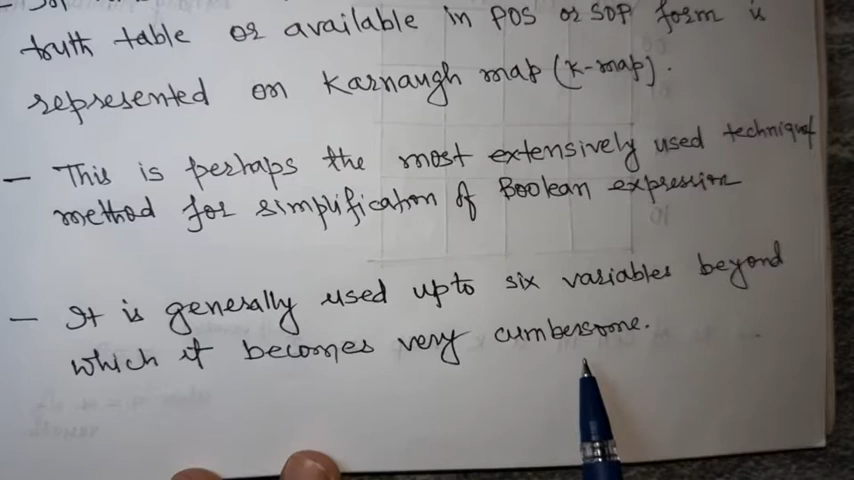 truth table or available in POS or SOP form is
represented on Karnaugh map (K-map).
- This is perhaps the most extensively used technique/
method for simplification of Boolean expression
- It is generally used upto six variables beyond
which it becomes very cumbersome.